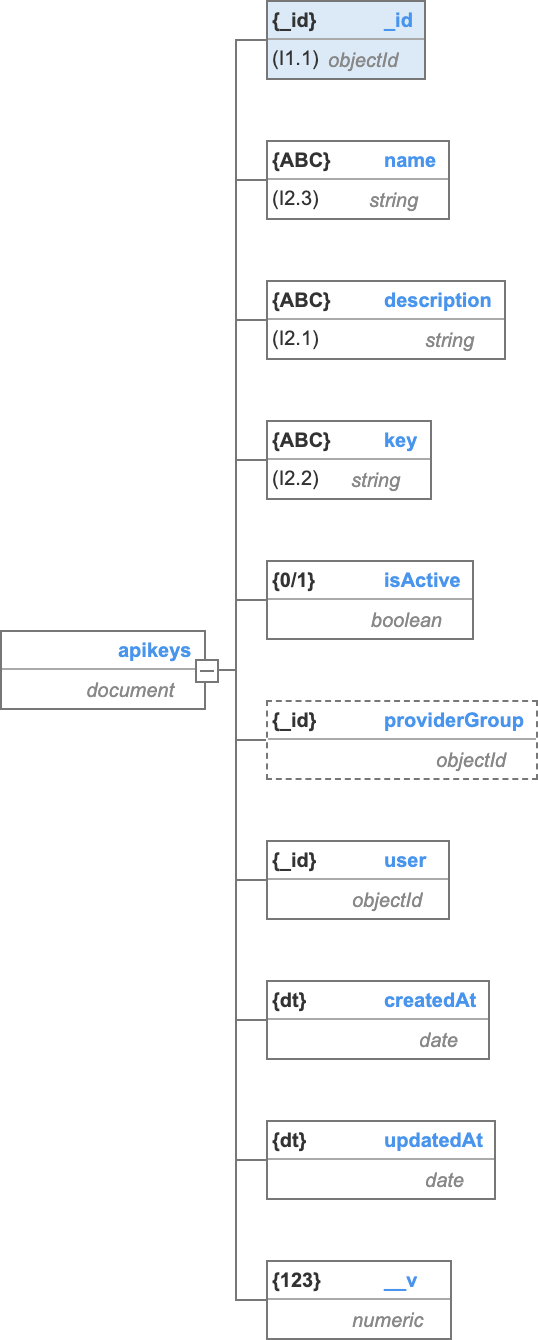 {_id} _id
(I1.1) objectId
{ABC} name
(I2.3) string
{ABC} description
(I2.1) string
{ABC} key
(I2.2) string
{0/1} isActive
boolean
apikeys
document
{_id} providerGroup
objectId
{_id} user
objectId
{dt} createdAt
date
{dt} updatedAt
date
{123} __v
numeric